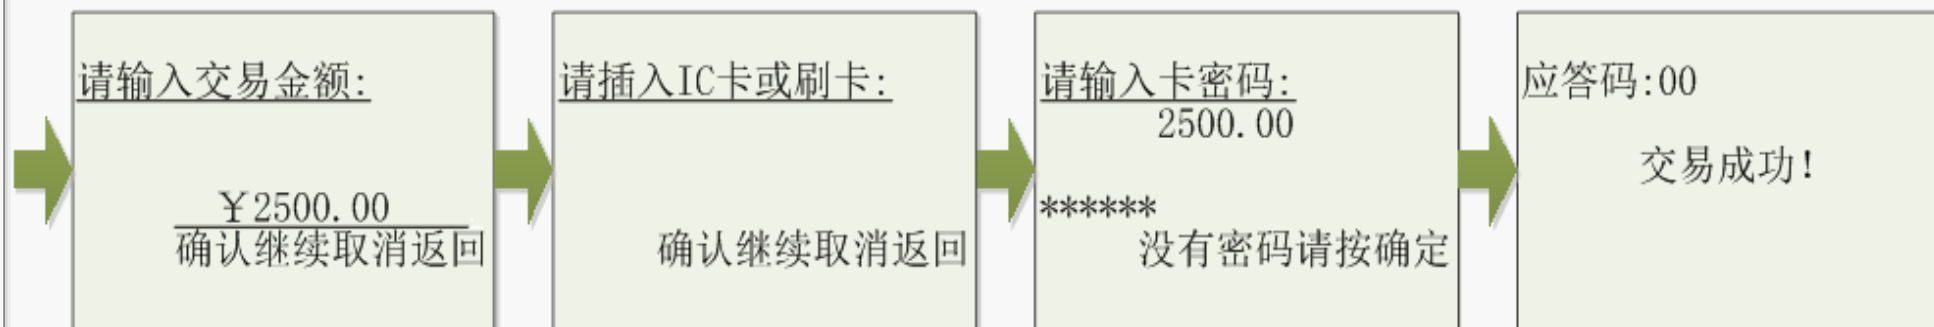 请输入交易金额:
￥2500.00
确认继续取消返回
请插入IC卡或刷卡:
确认继续取消返回
请输入卡密码:
2500.00
******
没有密码请按确定
应答码:00
交易成功!